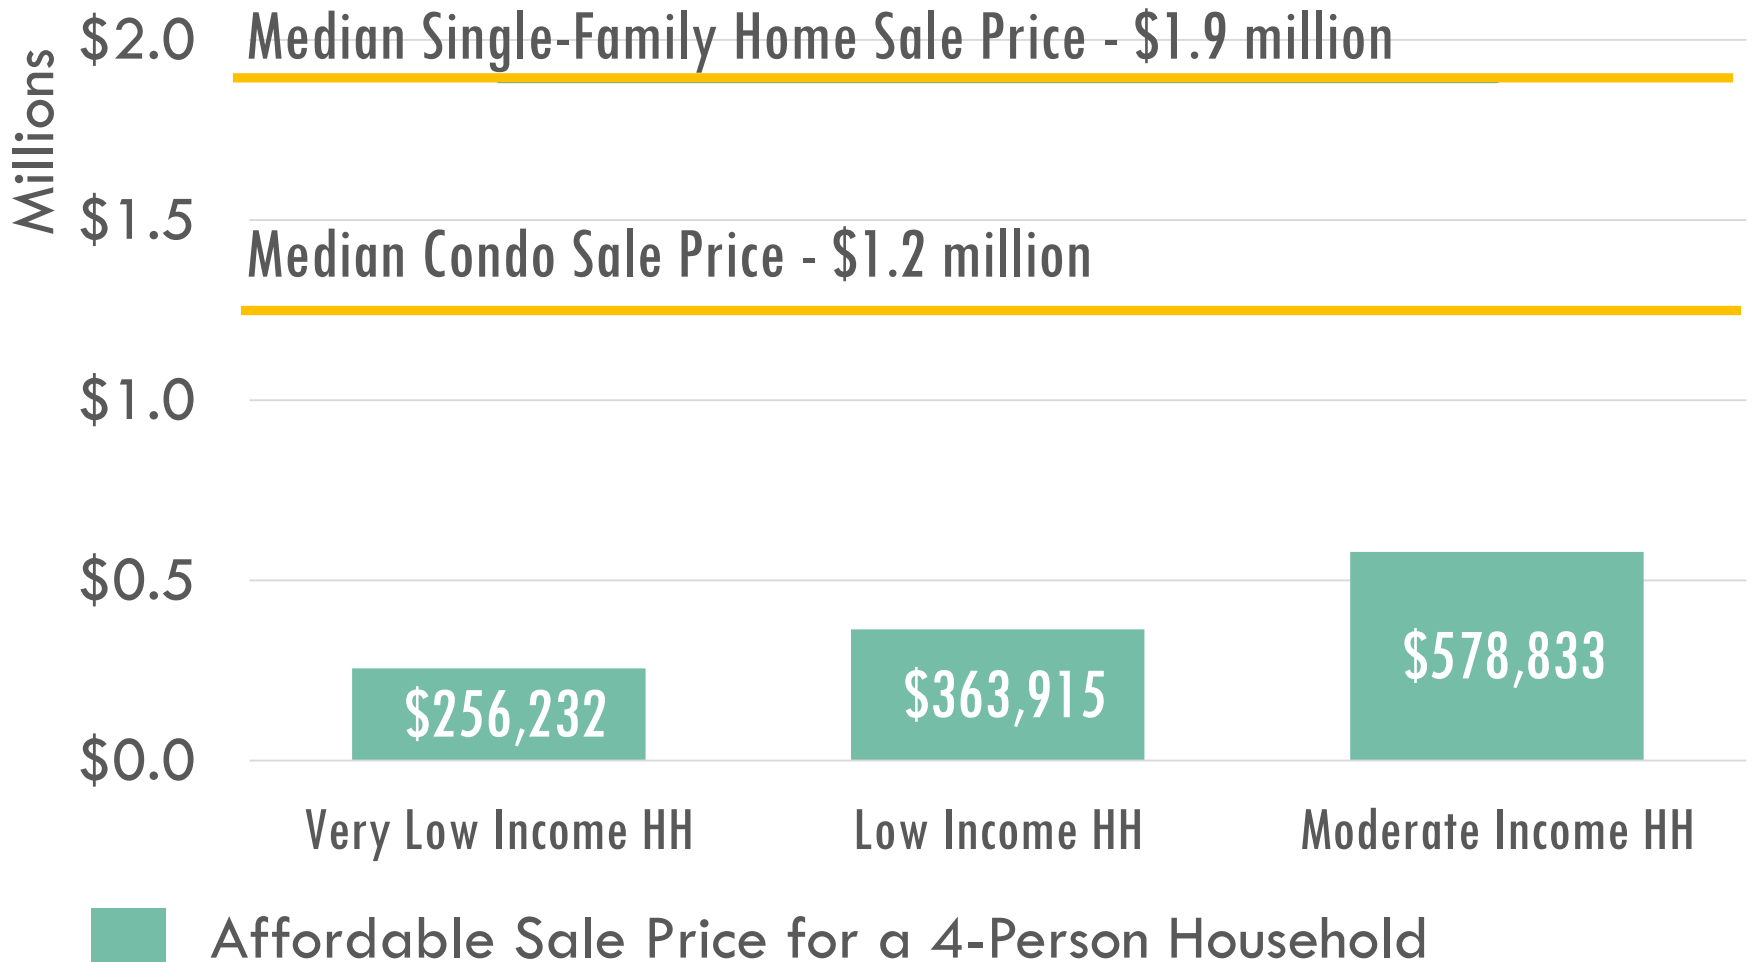 Millions
$2.0
Median Single-Family Home Sale Price - $1.9 million
$1.5
Median Condo Sale Price - $1.2 million
$1.0
$0.5
$0.0
$256,232
$363,915
$578,833
Very Low Income HH
Low Income HH
Moderate Income HH
Affordable Sale Price for a 4-Person Household